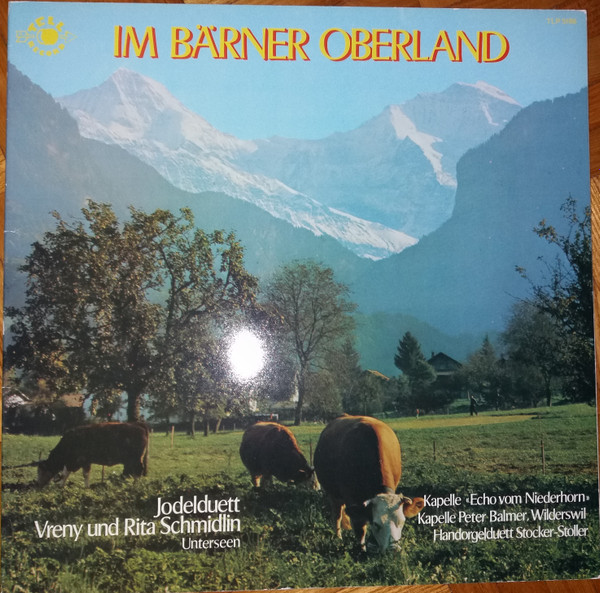 IM BÄRNER OBERLAND
Jodelduett
Vreny und Rita Schmidlin
Unterseen
Kapelle «Echo vom Niederhorn»
Kapelle Peter Balmer, Wilderswil
Handorgelduett Stocker-Stoller